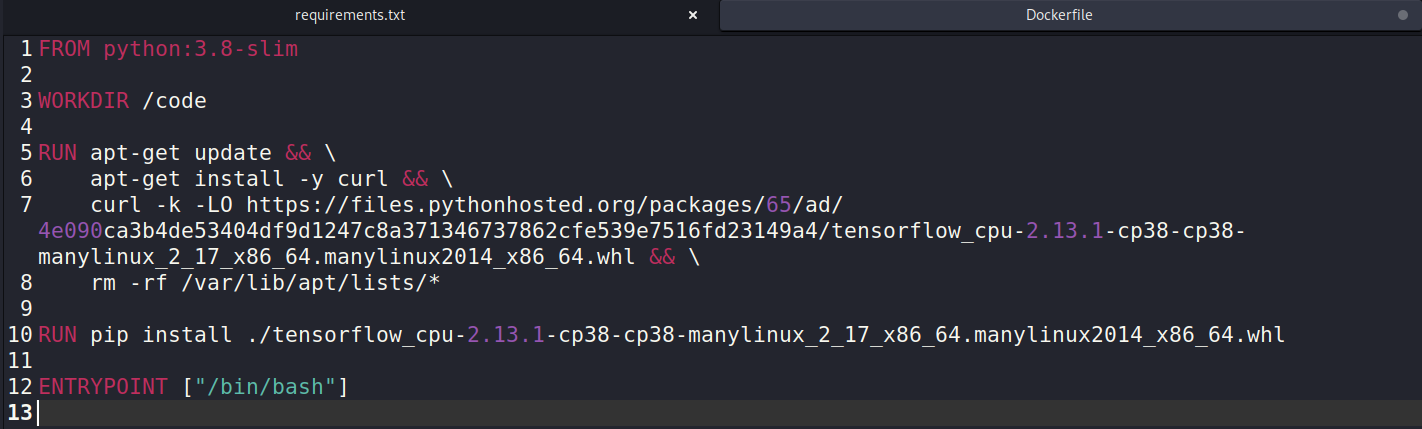 requirements.txt × Dockerfile
1 FROM python:3.8-slim
2
3 WORKDIR /code
4
5 RUN apt-get update && \
6     apt-get install -y curl && \
7     curl -k -LO https://files.pythonhosted.org/packages/65/ad/
4e090ca3b4de53404df9d1247c8a371346737862cfe539e7516fd23149a4/tensorflow_cpu-2.13.1-cp38-cp38-
manylinux_2_17_x86_64.manylinux2014_x86_64.whl && \
8     rm -rf /var/lib/apt/lists/*
9
10 RUN pip install ./tensorflow_cpu-2.13.1-cp38-cp38-manylinux_2_17_x86_64.manylinux2014_x86_64.whl
11
12 ENTRYPOINT ["/bin/bash"]
13